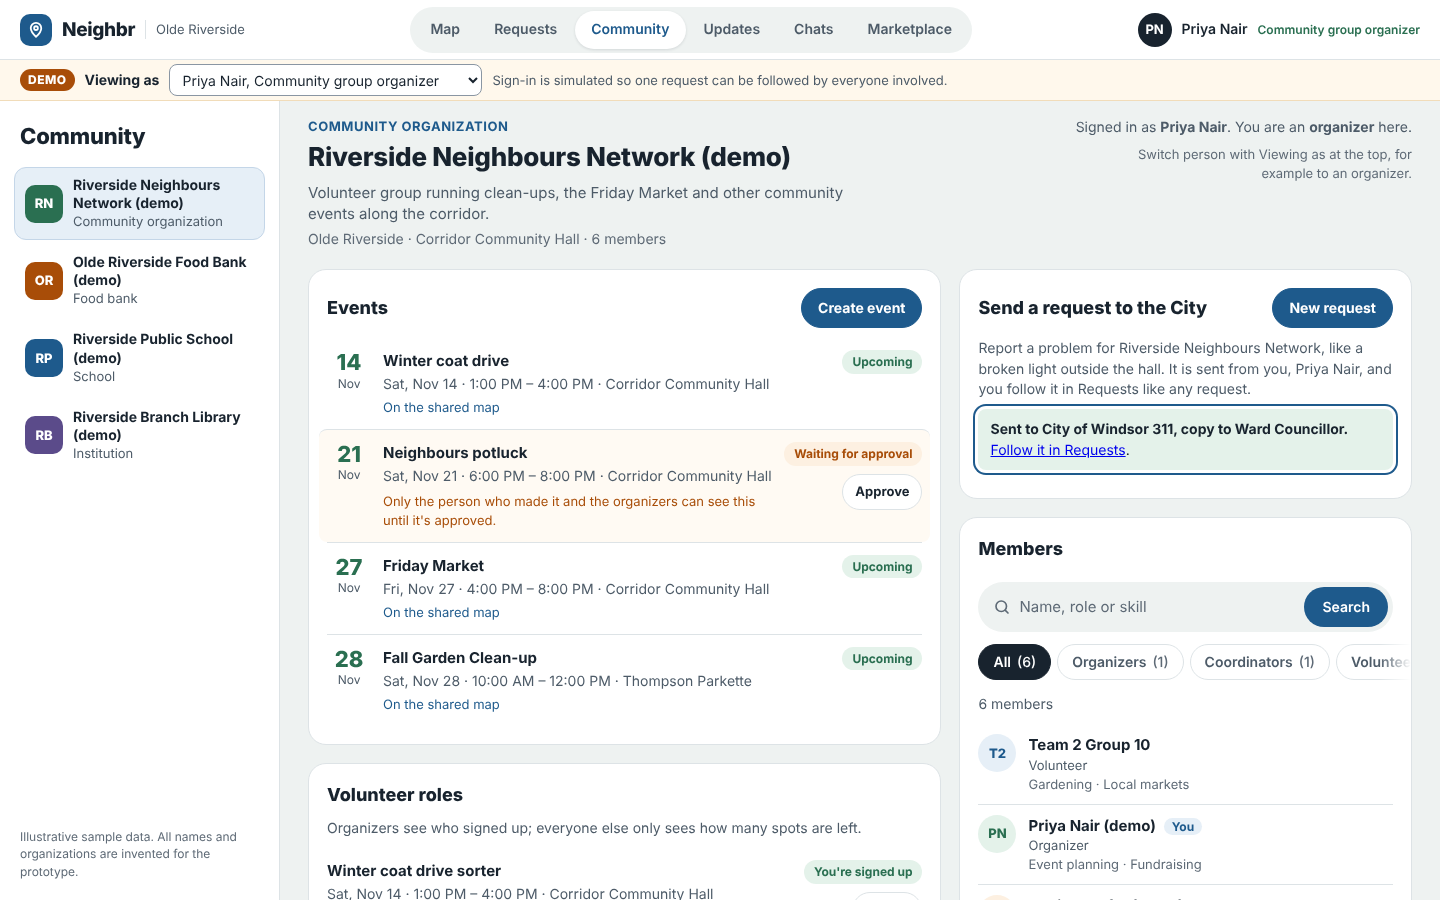 Neighbr
Olde Riverside
Map
Requests
Community
Updates
Chats
Marketplace
PN
Priya Nair
Community group organizer
DEMO
Viewing as
Priya Nair, Community group organizer
Sign-in is simulated so one request can be followed by everyone involved.
Community
RN
Riverside Neighbours
Network (demo)
Community organization
OR
Olde Riverside Food Bank
(demo)
Food bank
RP
Riverside Public School
(demo)
School
RB
Riverside Branch Library
(demo)
Institution
Illustrative sample data. All names and
organizations are invented for the
prototype.
COMMUNITY ORGANIZATION
Riverside Neighbours Network (demo)
Volunteer group running clean-ups, the Friday Market and other community
events along the corridor.
Olde Riverside · Corridor Community Hall · 6 members
Signed in as Priya Nair. You are an organizer here.
Switch person with Viewing as at the top, for
example to an organizer.
Events
Create event
14
Nov
Winter coat drive
Sat, Nov 14 · 1:00 PM – 4:00 PM · Corridor Community Hall
On the shared map
Upcoming
21
Nov
Neighbours potluck
Sat, Nov 21 · 6:00 PM – 8:00 PM · Corridor Community Hall
Only the person who made it and the organizers can see this
until it's approved.
Waiting for approval
Approve
27
Nov
Friday Market
Fri, Nov 27 · 4:00 PM – 8:00 PM · Corridor Community Hall
On the shared map
Upcoming
28
Nov
Fall Garden Clean-up
Sat, Nov 28 · 10:00 AM – 12:00 PM · Thompson Parkette
On the shared map
Upcoming
Volunteer roles
Organizers see who signed up; everyone else only sees how many spots are left.
Winter coat drive sorter
Sat, Nov 14 · 1:00 PM – 4:00 PM · Corridor Community Hall
You're signed up
Send a request to the City
New request
Report a problem for Riverside Neighbours Network, like a
broken light outside the hall. It is sent from you, Priya Nair, and
you follow it in Requests like any request.
Sent to City of Windsor 311, copy to Ward Councillor.
Follow it in Requests.
Members
Name, role or skill
Search
All (6)
Organizers (1)
Coordinators (1)
Voluntee
6 members
T2
Team 2 Group 10
Volunteer
Gardening · Local markets
PN
Priya Nair (demo)
You
Organizer
Event planning · Fundraising